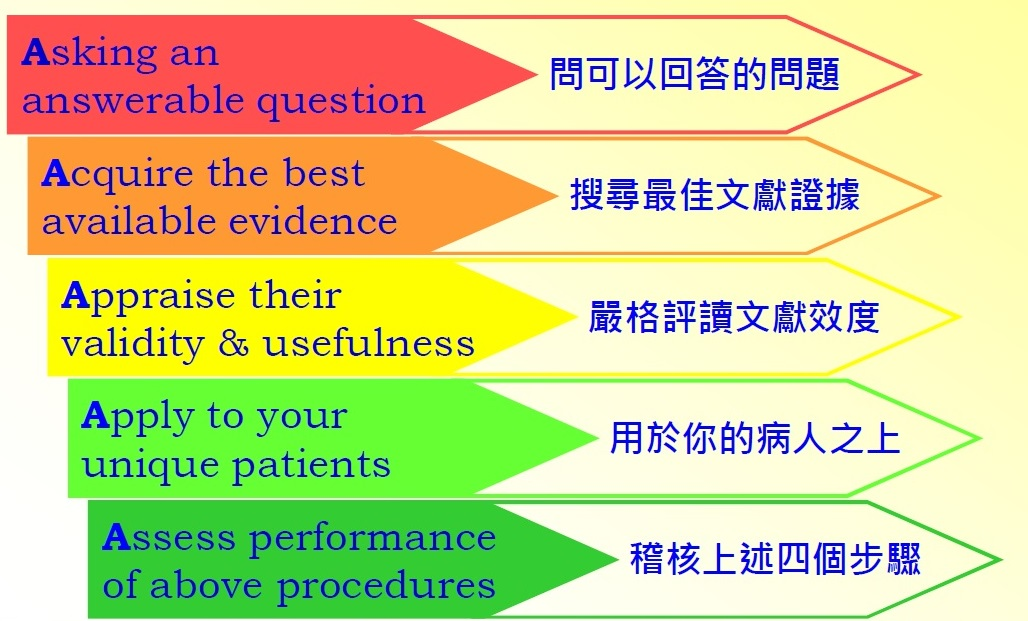 Asking an
answerable question
問可以回答的問題
Acquire the best
available evidence
搜尋最佳文獻證據
Appraise their
validity & usefulness
嚴格評讀文獻效度
Apply to your
unique patients
用於你的病人之上
Assess performance
of above procedures
稽核上述四個步驟